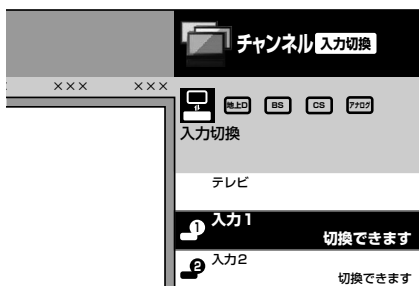 チャンネル 入力切換
××× ×××
地上D BS CS アナログ
入力切換
テレビ
1 入力1
切換できます
2 入力2
切換できます